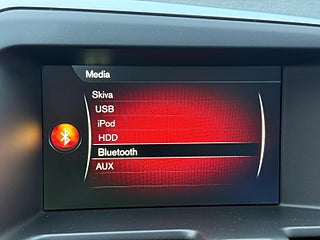 Media
Skiva
USB
iPod
HDD
Bluetooth
AUX